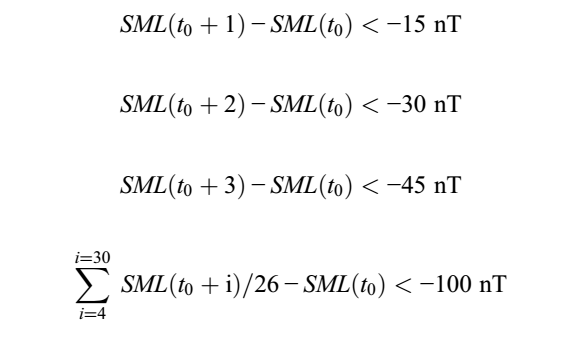 SML(t₀ + 1) − SML(t₀) < −15 nT
SML(t₀ + 2) − SML(t₀) < −30 nT
SML(t₀ + 3) − SML(t₀) < −45 nT
i=30
∑ SML(t₀ + i)/26 − SML(t₀) < −100 nT
i=4